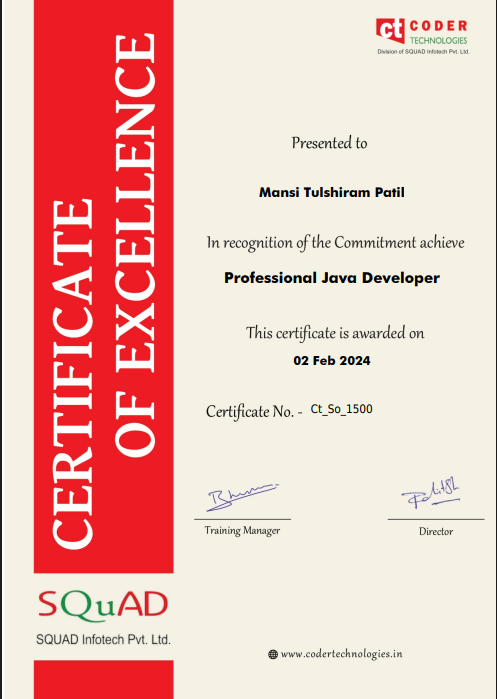 CERTIFICATE
OF EXCELLENCE
ct CODER
TECHNOLOGIES
Division of SQUAD Infotech Pvt. Ltd.
Presented to
Mansi Tulshiram Patil
In recognition of the Commitment achieve
Professional Java Developer
This certificate is awarded on
02 Feb 2024
Certificate No. - Ct_So_1500
Training Manager
Director
SQuAD
SQUAD Infotech Pvt. Ltd.
www.codertechnologies.in